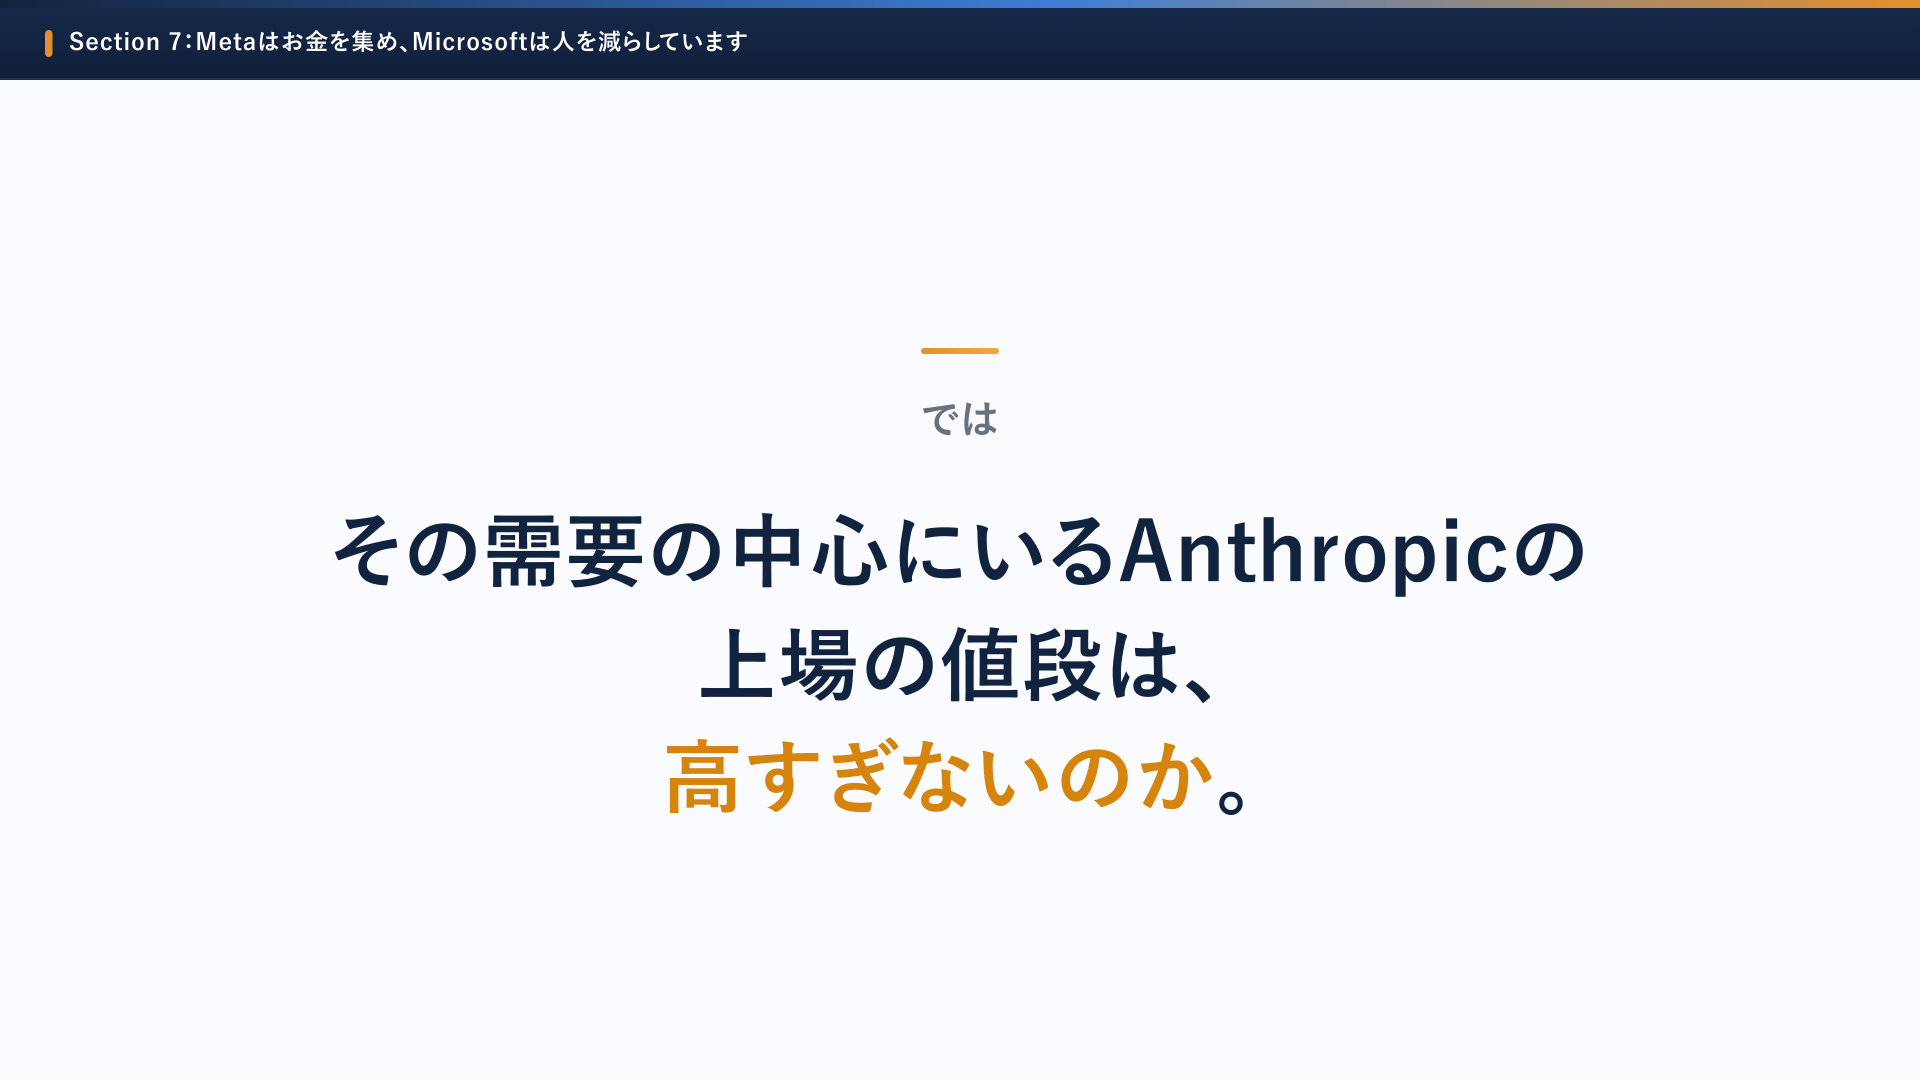 Section 7：Metaはお金を集め、Microsoftは人を減らしています
では
その需要の中心にいるAnthropicの
上場の値段は、
高すぎないのか。